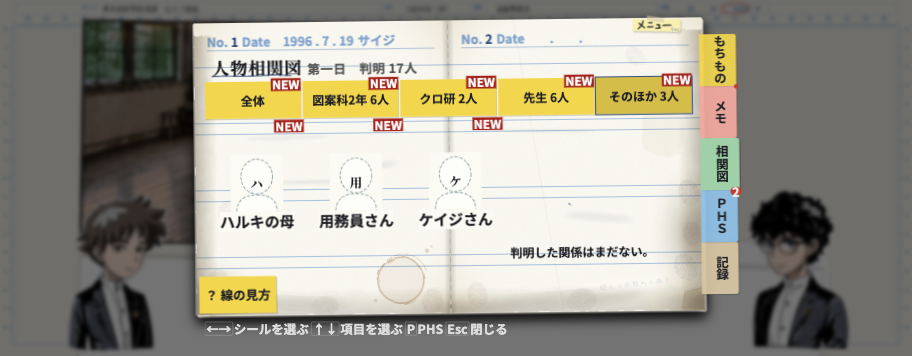 メニュー
No. 1 Date 1996 . 7 . 19 サイジ
No. 2 Date . .
人物相関図 第一日 判明 17人
NEW NEW NEW NEW
全体 図案科2年 6人 クロ研 2人 先生 6人 そのほか 3人
NEW NEW NEW
ハ 用 ケ
ハルキの母 用務員さん ケイジさん
判明した関係はまだない。
? 線の見方
もちもの
メモ
相関図
2
PHS
記録
←→ シールを選ぶ ↑↓ 項目を選ぶ P PHS Esc 閉じる